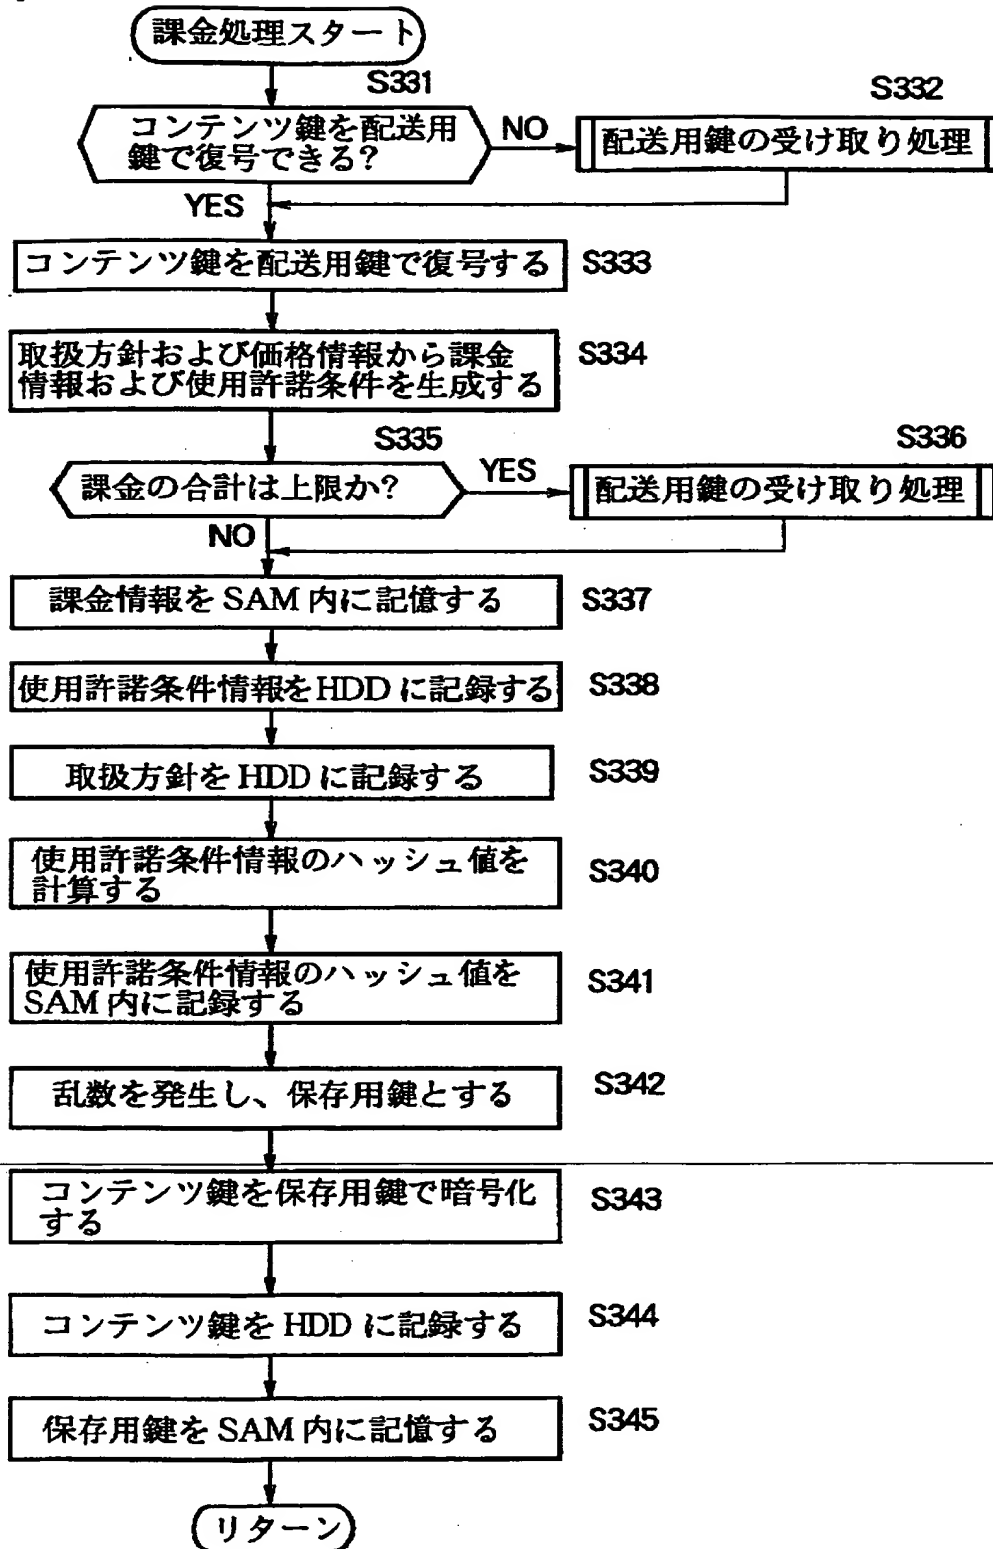 課金処理スタート
S331
コンテンツ鍵を配送用
鍵で復号できる?
NO
S332
配送用鍵の受け取り処理
YES
コンテンツ鍵を配送用鍵で復号する
S333
取扱方針および価格情報から課金
情報および使用許諾条件を生成する
S334
S335
課金の合計は上限か?
YES
S336
配送用鍵の受け取り処理
NO
課金情報を SAM 内に記憶する
S337
使用許諾条件情報を HDD に記録する
S338
取扱方針を HDD に記録する
S339
使用許諾条件情報のハッシュ値を
計算する
S340
使用許諾条件情報のハッシュ値を
SAM 内に記録する
S341
乱数を発生し、保存用鍵とする
S342
コンテンツ鍵を保存用鍵で暗号化
する
S343
コンテンツ鍵を HDD に記録する
S344
保存用鍵を SAM 内に記憶する
S345
リターン